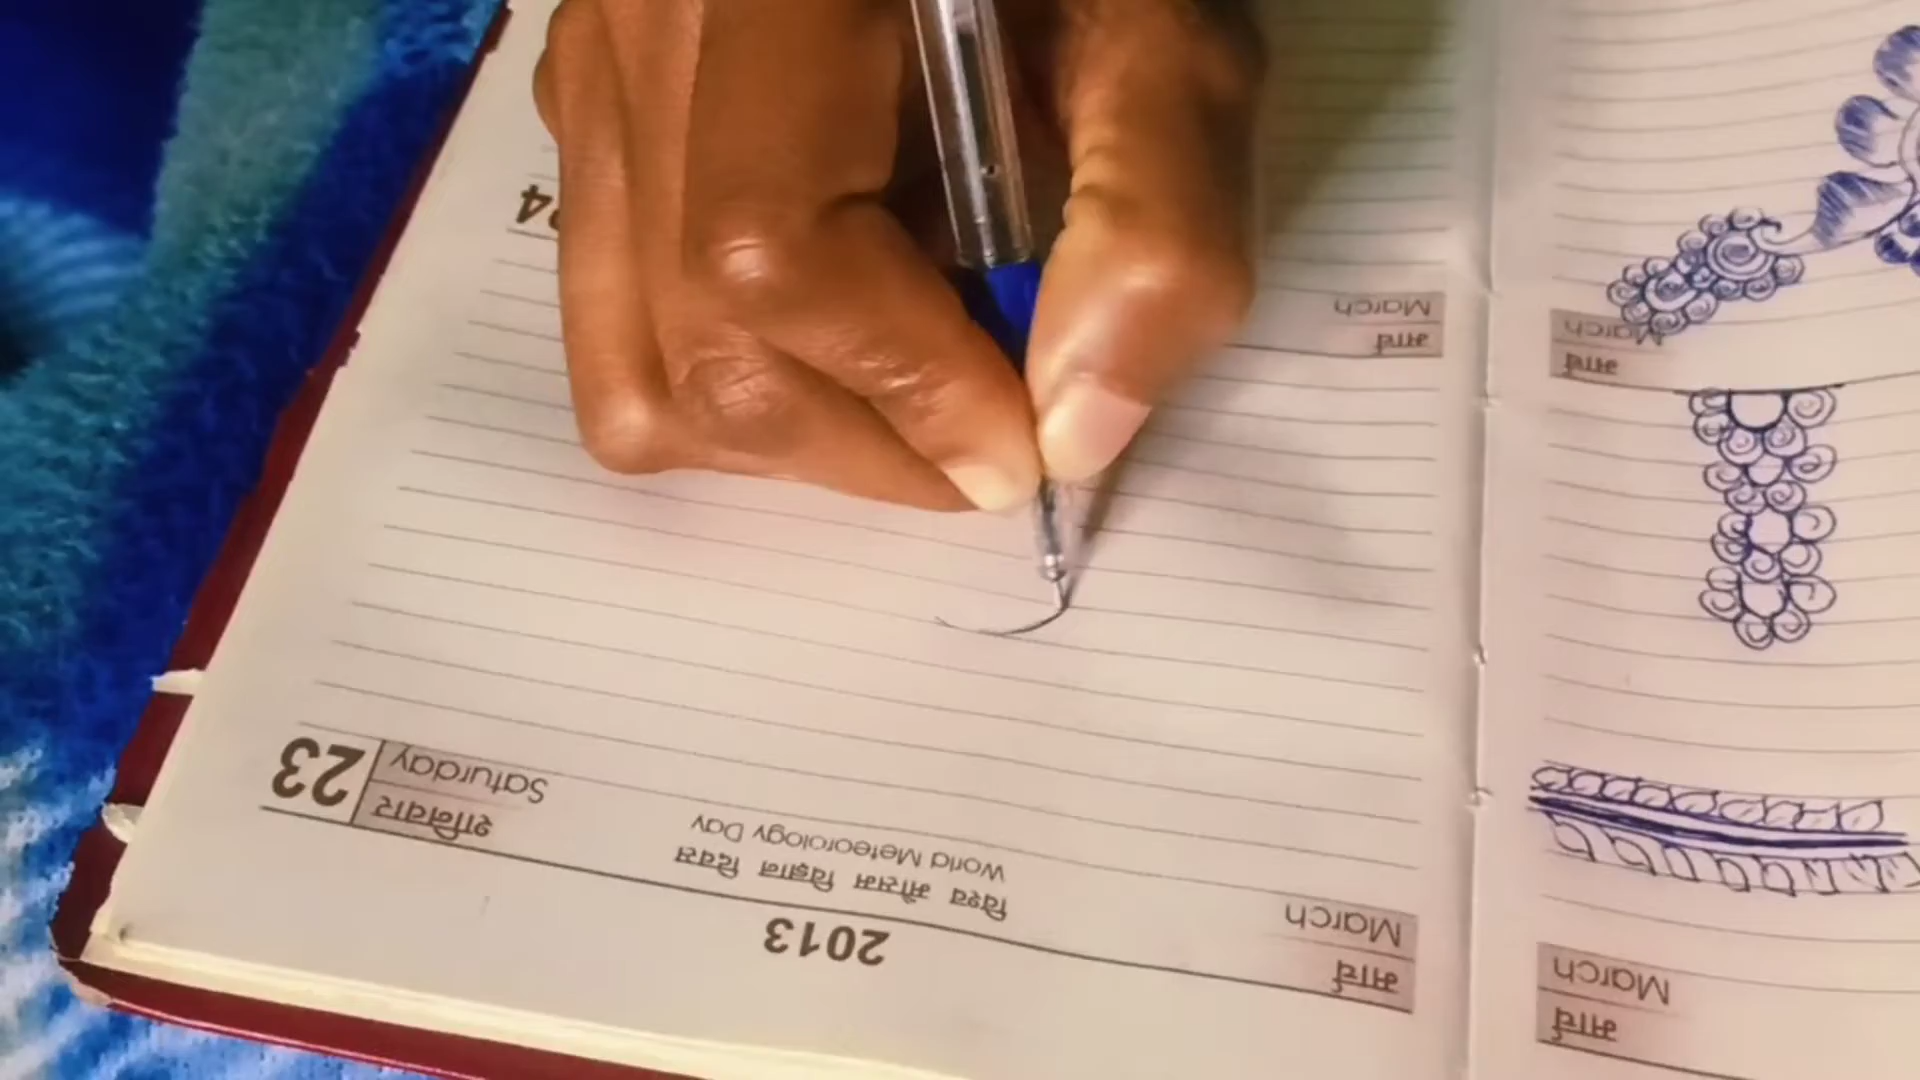 2013
मार्च
March
विश्व मौसम विज्ञान दिवस
World Meteorology Day
शनिवार
Saturday
23
मार्च
March
24
मार्च
March
मार्च
March